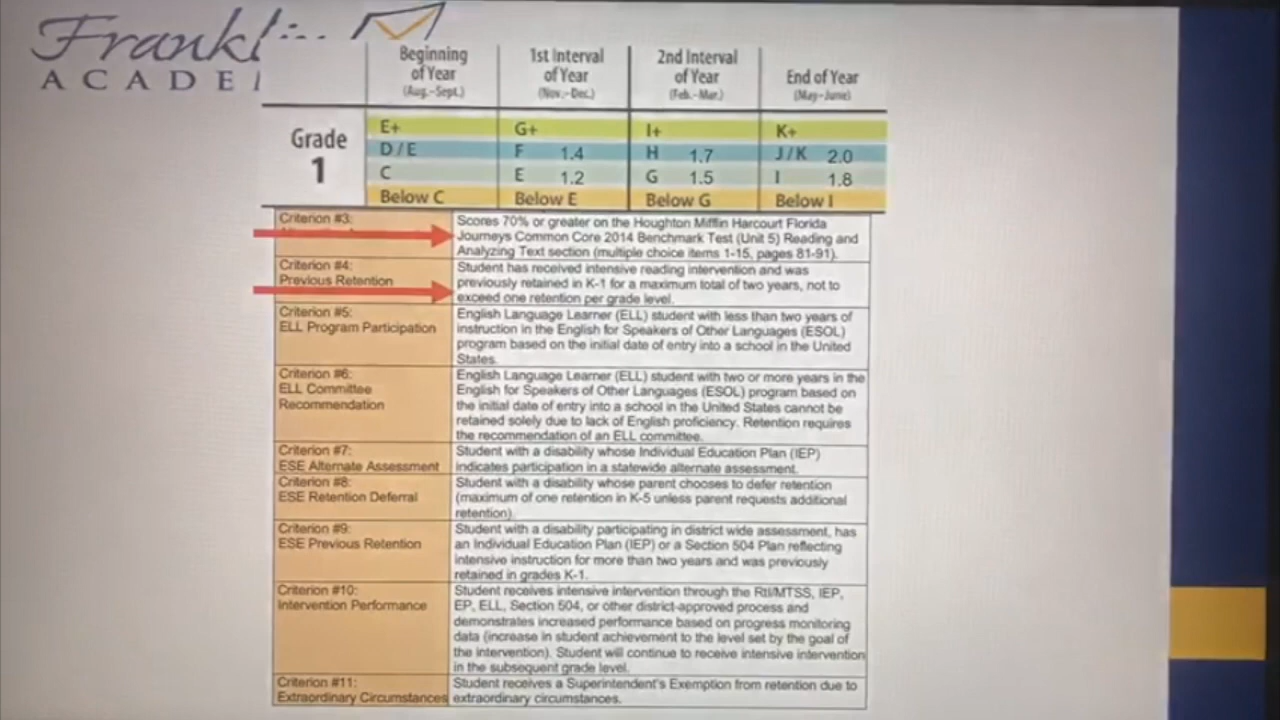 Frankl
ACADE
Beginning of Year (Aug.-Sept.)
1st Interval of Year (Nov.-Dec.)
2nd Interval of Year (Feb.-Mar.)
End of Year (May-June)
Grade 1
E+ G+ I+ K+
D/E F 1.4 H 1.7 J/K 2.0
C E 1.2 G 1.5 I 1.8
Below C Below E Below G Below I
Criterion #3:
Scores 70% or greater on the Houghton Mifflin Harcourt Florida
Journeys Common Core 2014 Benchmark Test (Unit 5) Reading and
Analyzing Text section (multiple choice items 1-15, pages 81-91).
Criterion #4:
Previous Retention
Student has received intensive reading intervention and was
previously retained in K-1 for a maximum total of two years, not to
exceed one retention per grade level.
Criterion #5:
ELL Program Participation
English Language Learner (ELL) student with less than two years of
instruction in the English for Speakers of Other Languages (ESOL)
program based on the initial date of entry into a school in the United
States.
Criterion #6:
ELL Committee
Recommendation
English Language Learner (ELL) student with two or more years in the
English for Speakers of Other Languages (ESOL) program based on
the initial date of entry into a school in the United States cannot be
retained solely due to lack of English proficiency. Retention requires
the recommendation of an ELL committee.
Criterion #7:
ESE Alternate Assessment
Student with a disability whose Individual Education Plan (IEP)
indicates participation in a statewide alternate assessment.
Criterion #8:
ESE Retention Deferral
Student with a disability whose parent chooses to defer retention
(maximum of one retention in K-5 unless parent requests additional
retention).
Criterion #9:
ESE Previous Retention
Student with a disability participating in district wide assessment, has
an Individual Education Plan (IEP) or a Section 504 Plan reflecting
intensive instruction for more than two years and was previously
retained in grades K-1.
Criterion #10:
Intervention Performance
Student receives intensive intervention through the RtI/MTSS, IEP,
EP, ELL, Section 504, or other district-approved process and
demonstrates increased performance based on progress monitoring
data (increase in student achievement to the level set by the goal of
the intervention). Student will continue to receive intensive intervention
in the subsequent grade level.
Criterion #11:
Extraordinary Circumstances
Student receives a Superintendent's Exemption from retention due to
extraordinary circumstances.